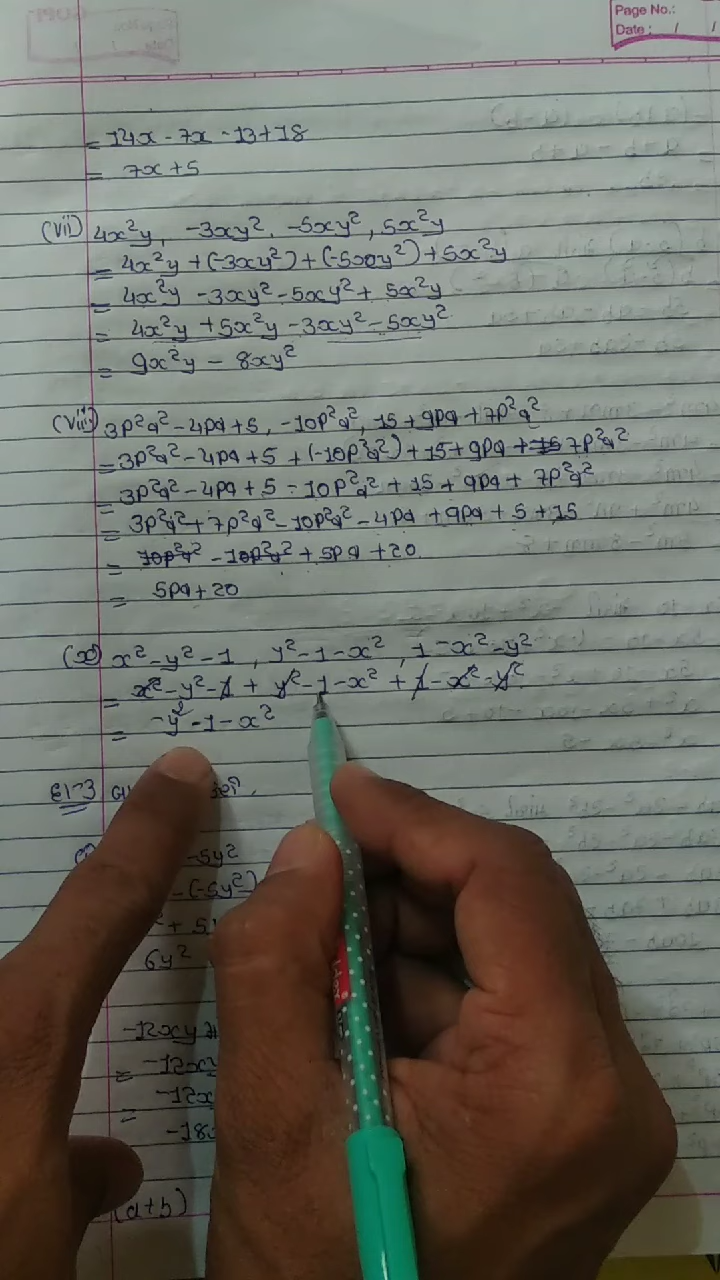 Page No.:
Date: / /
= 14x - 7x - 13 + 18
= 7x + 5
(vii) 4x²y, -3xy², -5xy², 5x²y
= 4x²y + (-3xy²) + (-5xy²) + 5x²y
= 4x²y - 3xy² - 5xy² + 5x²y
= 4x²y + 5x²y - 3xy² - 5xy²
= 9x²y - 8xy²
(viii) 3p²q² - 4pq + 5, -10p²q², 15 + 9pq + 7p²q²
= 3p²q² - 4pq + 5 + (-10p²q²) + 15 + 9pq + 7p²q²
= 3p²q² - 4pq + 5 - 10p²q² + 15 + 9pq + 7p²q²
= 3p²q² + 7p²q² - 10p²q² - 4pq + 9pq + 5 + 15
= 10p²q² - 10p²q² + 5pq + 20
= 5pq + 20
(x) x² - y² - 1, y² - 1 - x², 1 - x² - y²
= x² - y² - 1 + y² - 1 - x² + 1 - x² - y²
= -y² - 1 - x²
-5y²
-(-5y²)
6y²
-12xy
= -12x
= -12x
-18
(a+b)